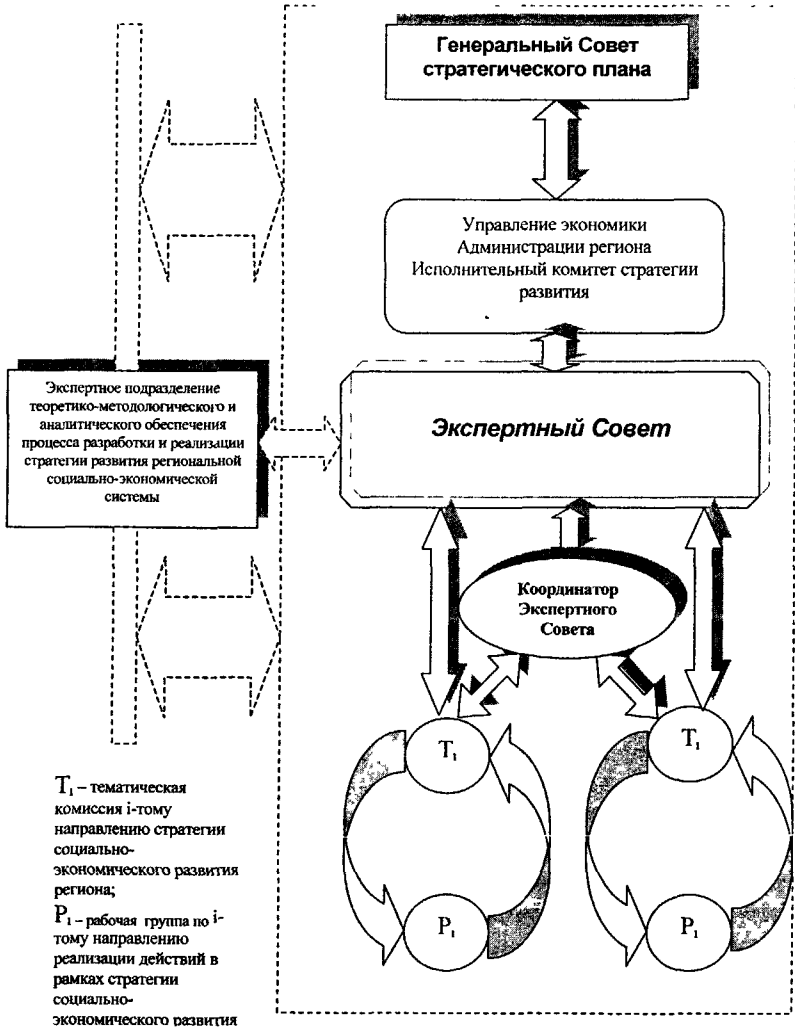 Генеральный Совет
стратегического плана
Управление экономики
Администрации региона
Исполнительный комитет стратегии
развития
Экспертное подразделение
теоретико-методологического и
аналитического обеспечения
процесса разработки и реализации
стратегии развития региональной
социально-экономической
системы
Экспертный Совет
Координатор
Экспертного
Совета
T₁
T₁
P₁
P₁
T₁ – тематическая
комиссия i-тому
направлению стратегии
социально-
экономического развития
региона;
P₁ – рабочая группа по i-
тому направлению
реализации действий в
рамках стратегии
социально-
экономического развития